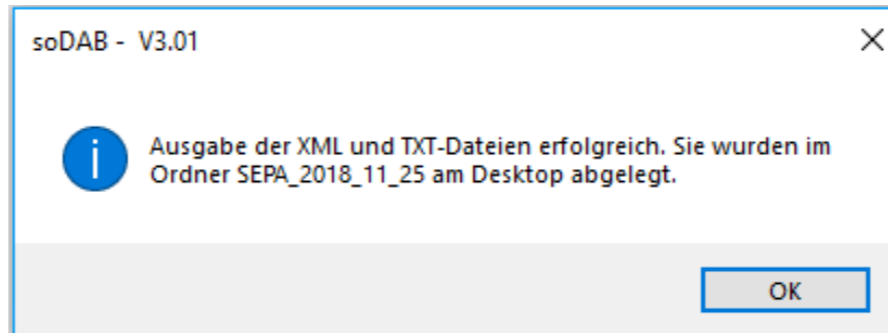 soDAB - V3.01
Ausgabe der XML und TXT-Dateien erfolgreich. Sie wurden im
Ordner SEPA_2018_11_25 am Desktop abgelegt.
OK